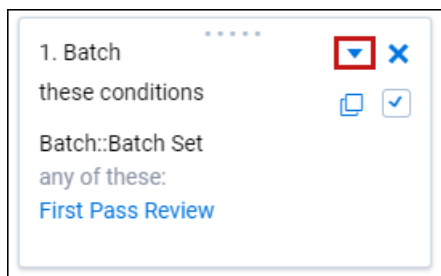 1. Batch
these conditions
Batch::Batch Set
any of these:
First Pass Review